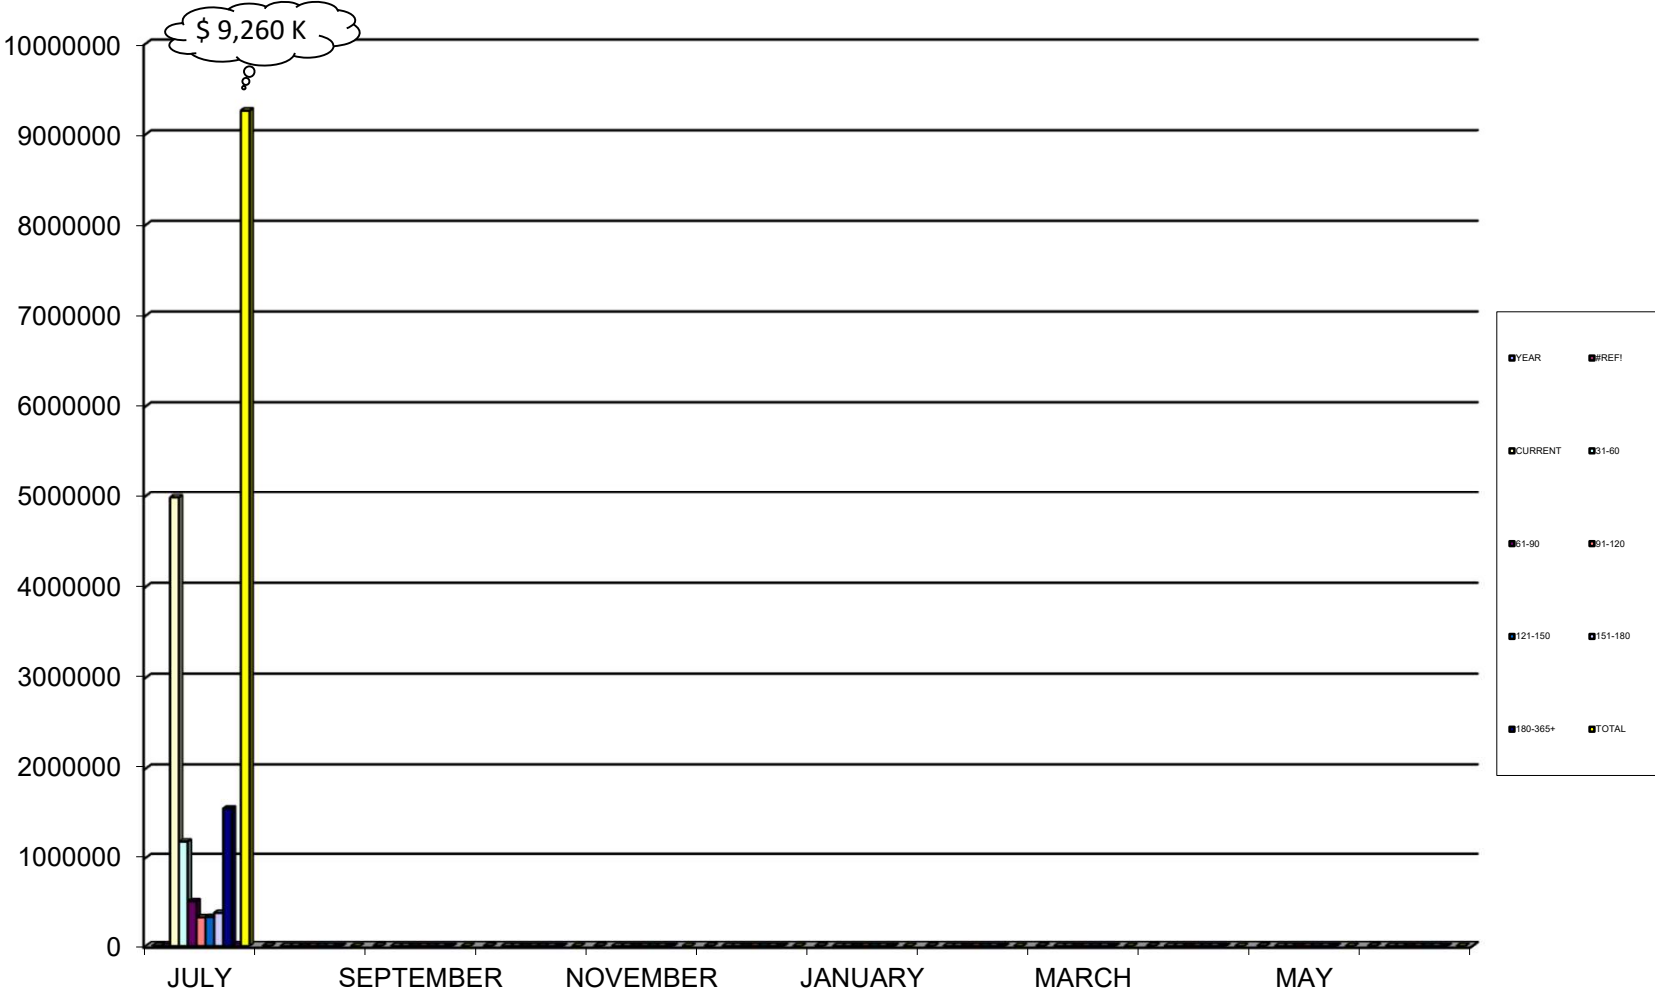 $ 9,260 K
10000000
9000000
8000000
7000000
6000000
5000000
4000000
3000000
2000000
1000000
0
JULY SEPTEMBER NOVEMBER JANUARY MARCH MAY
YEAR #REF!
CURRENT 31-60
61-90 91-120
121-150 151-180
180-365+ TOTAL